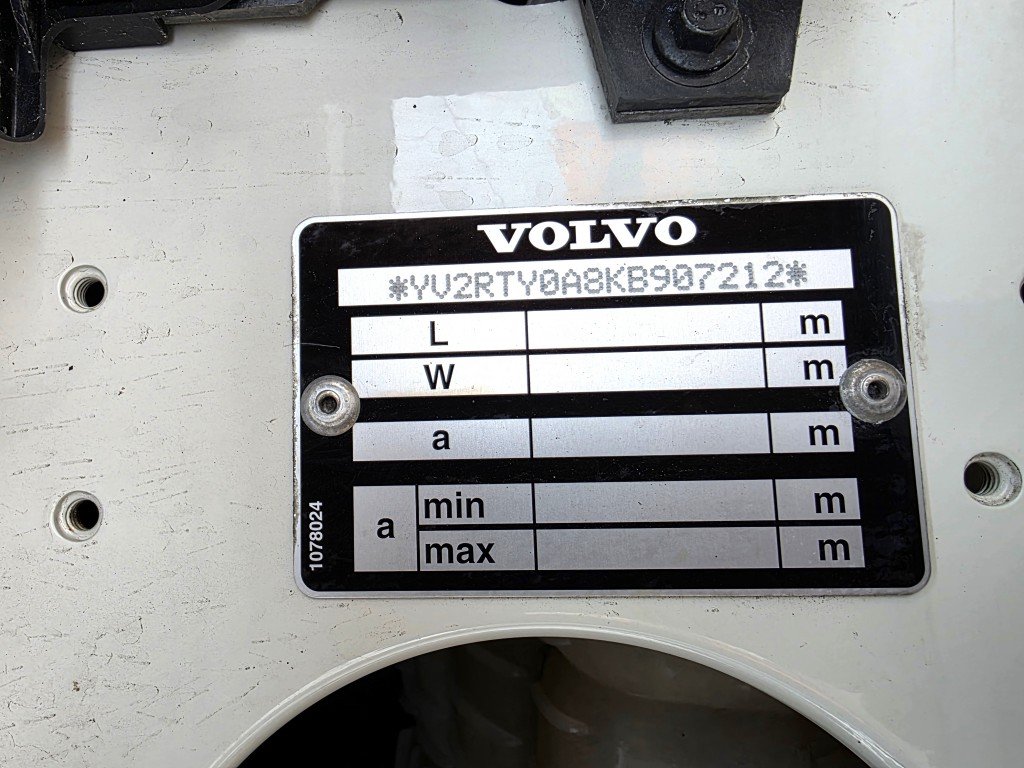 VOLVO
*YV2RTY0A8KB907212*
L m
W m
a m
a min m
max m
1078024